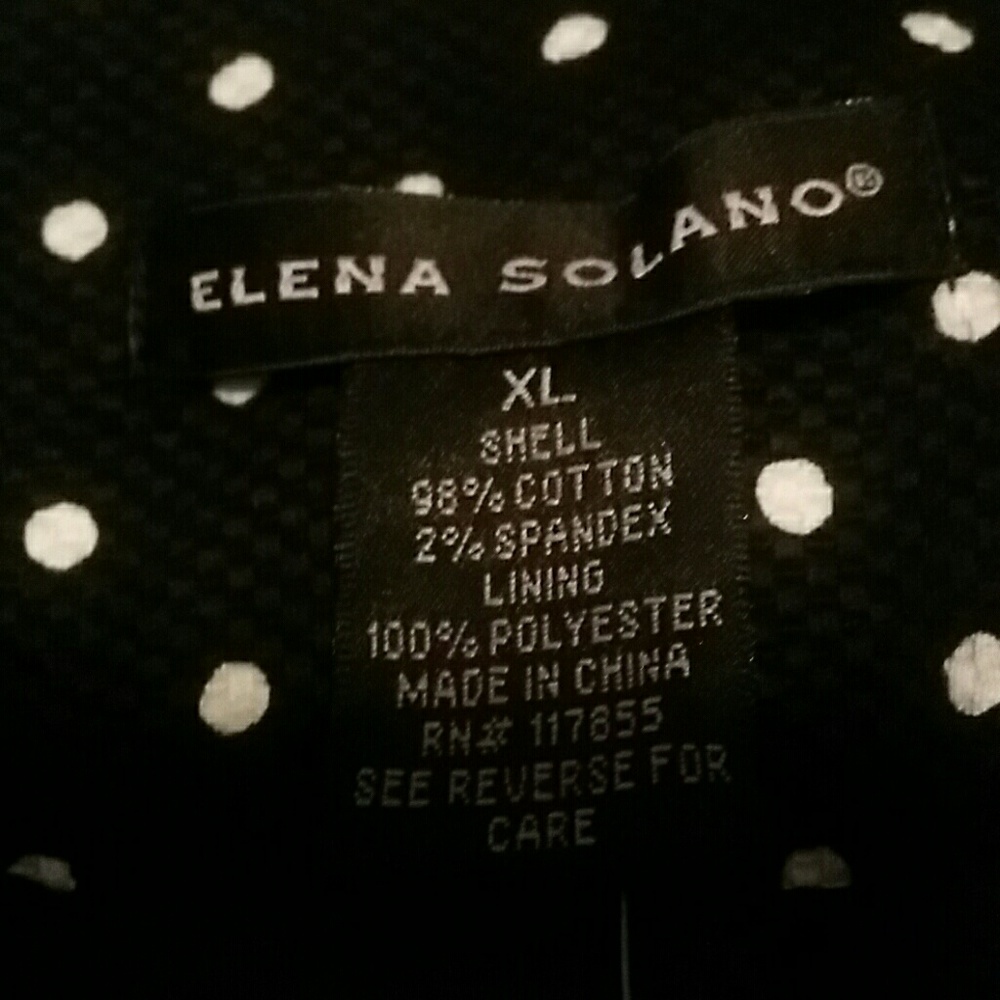 ELENA SOLANO®
XL
SHELL
98% COTTON
2% SPANDEX
LINING
100% POLYESTER
MADE IN CHINA
RN# 117855
SEE REVERSE FOR
CARE